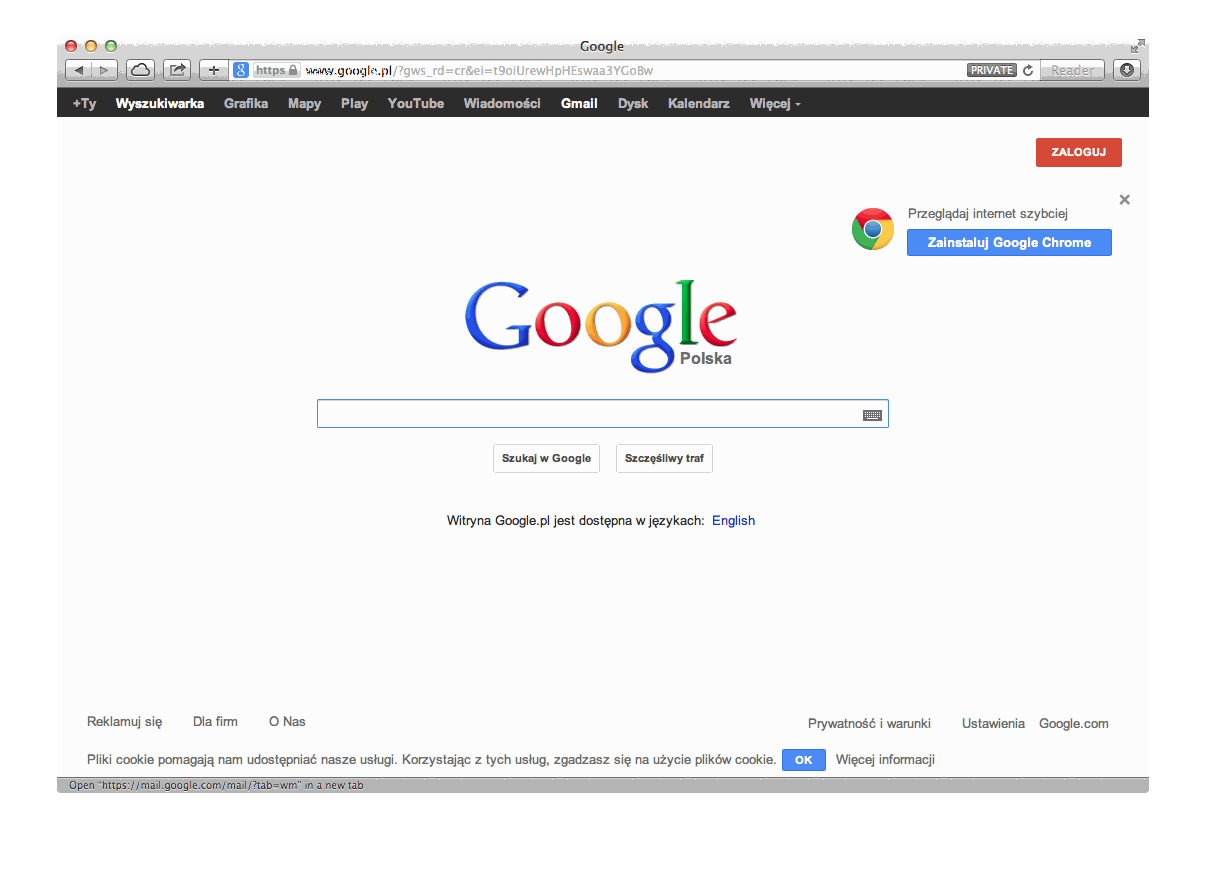 Google
https www.google.pl/?gws_rd=cr&ei=t9oiUrewHpHEswaa3YGoBw PRIVATE Reader
+Ty Wyszukiwarka Grafika Mapy Play YouTube Wiadomości Gmail Dysk Kalendarz Więcej
ZALOGUJ
Przeglądaj internet szybciej
Zainstaluj Google Chrome
Google
Polska
Szukaj w Google Szczęśliwy traf
Witryna Google.pl jest dostępna w językach: English
Reklamuj się Dla firm O Nas Prywatność i warunki Ustawienia Google.com
Pliki cookie pomagają nam udostępniać nasze usługi. Korzystając z tych usług, zgadzasz się na użycie plików cookie. OK Więcej informacji
Open "https://mail.google.com/mail/?tab=wm" in a new tab